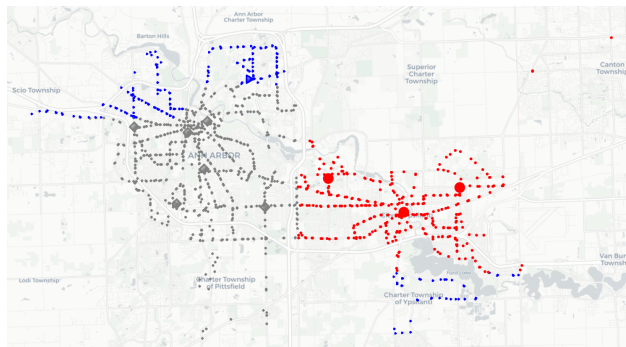 Ann Arbor
Charter Township
Barton Hills
Superior
Charter
Township
Canton
Township
Scio Township
ANN ARBOR
Lodi Township
Charter Township
of Pittsfield
Charter Township
of Ypsilanti
Van Bur
Towns